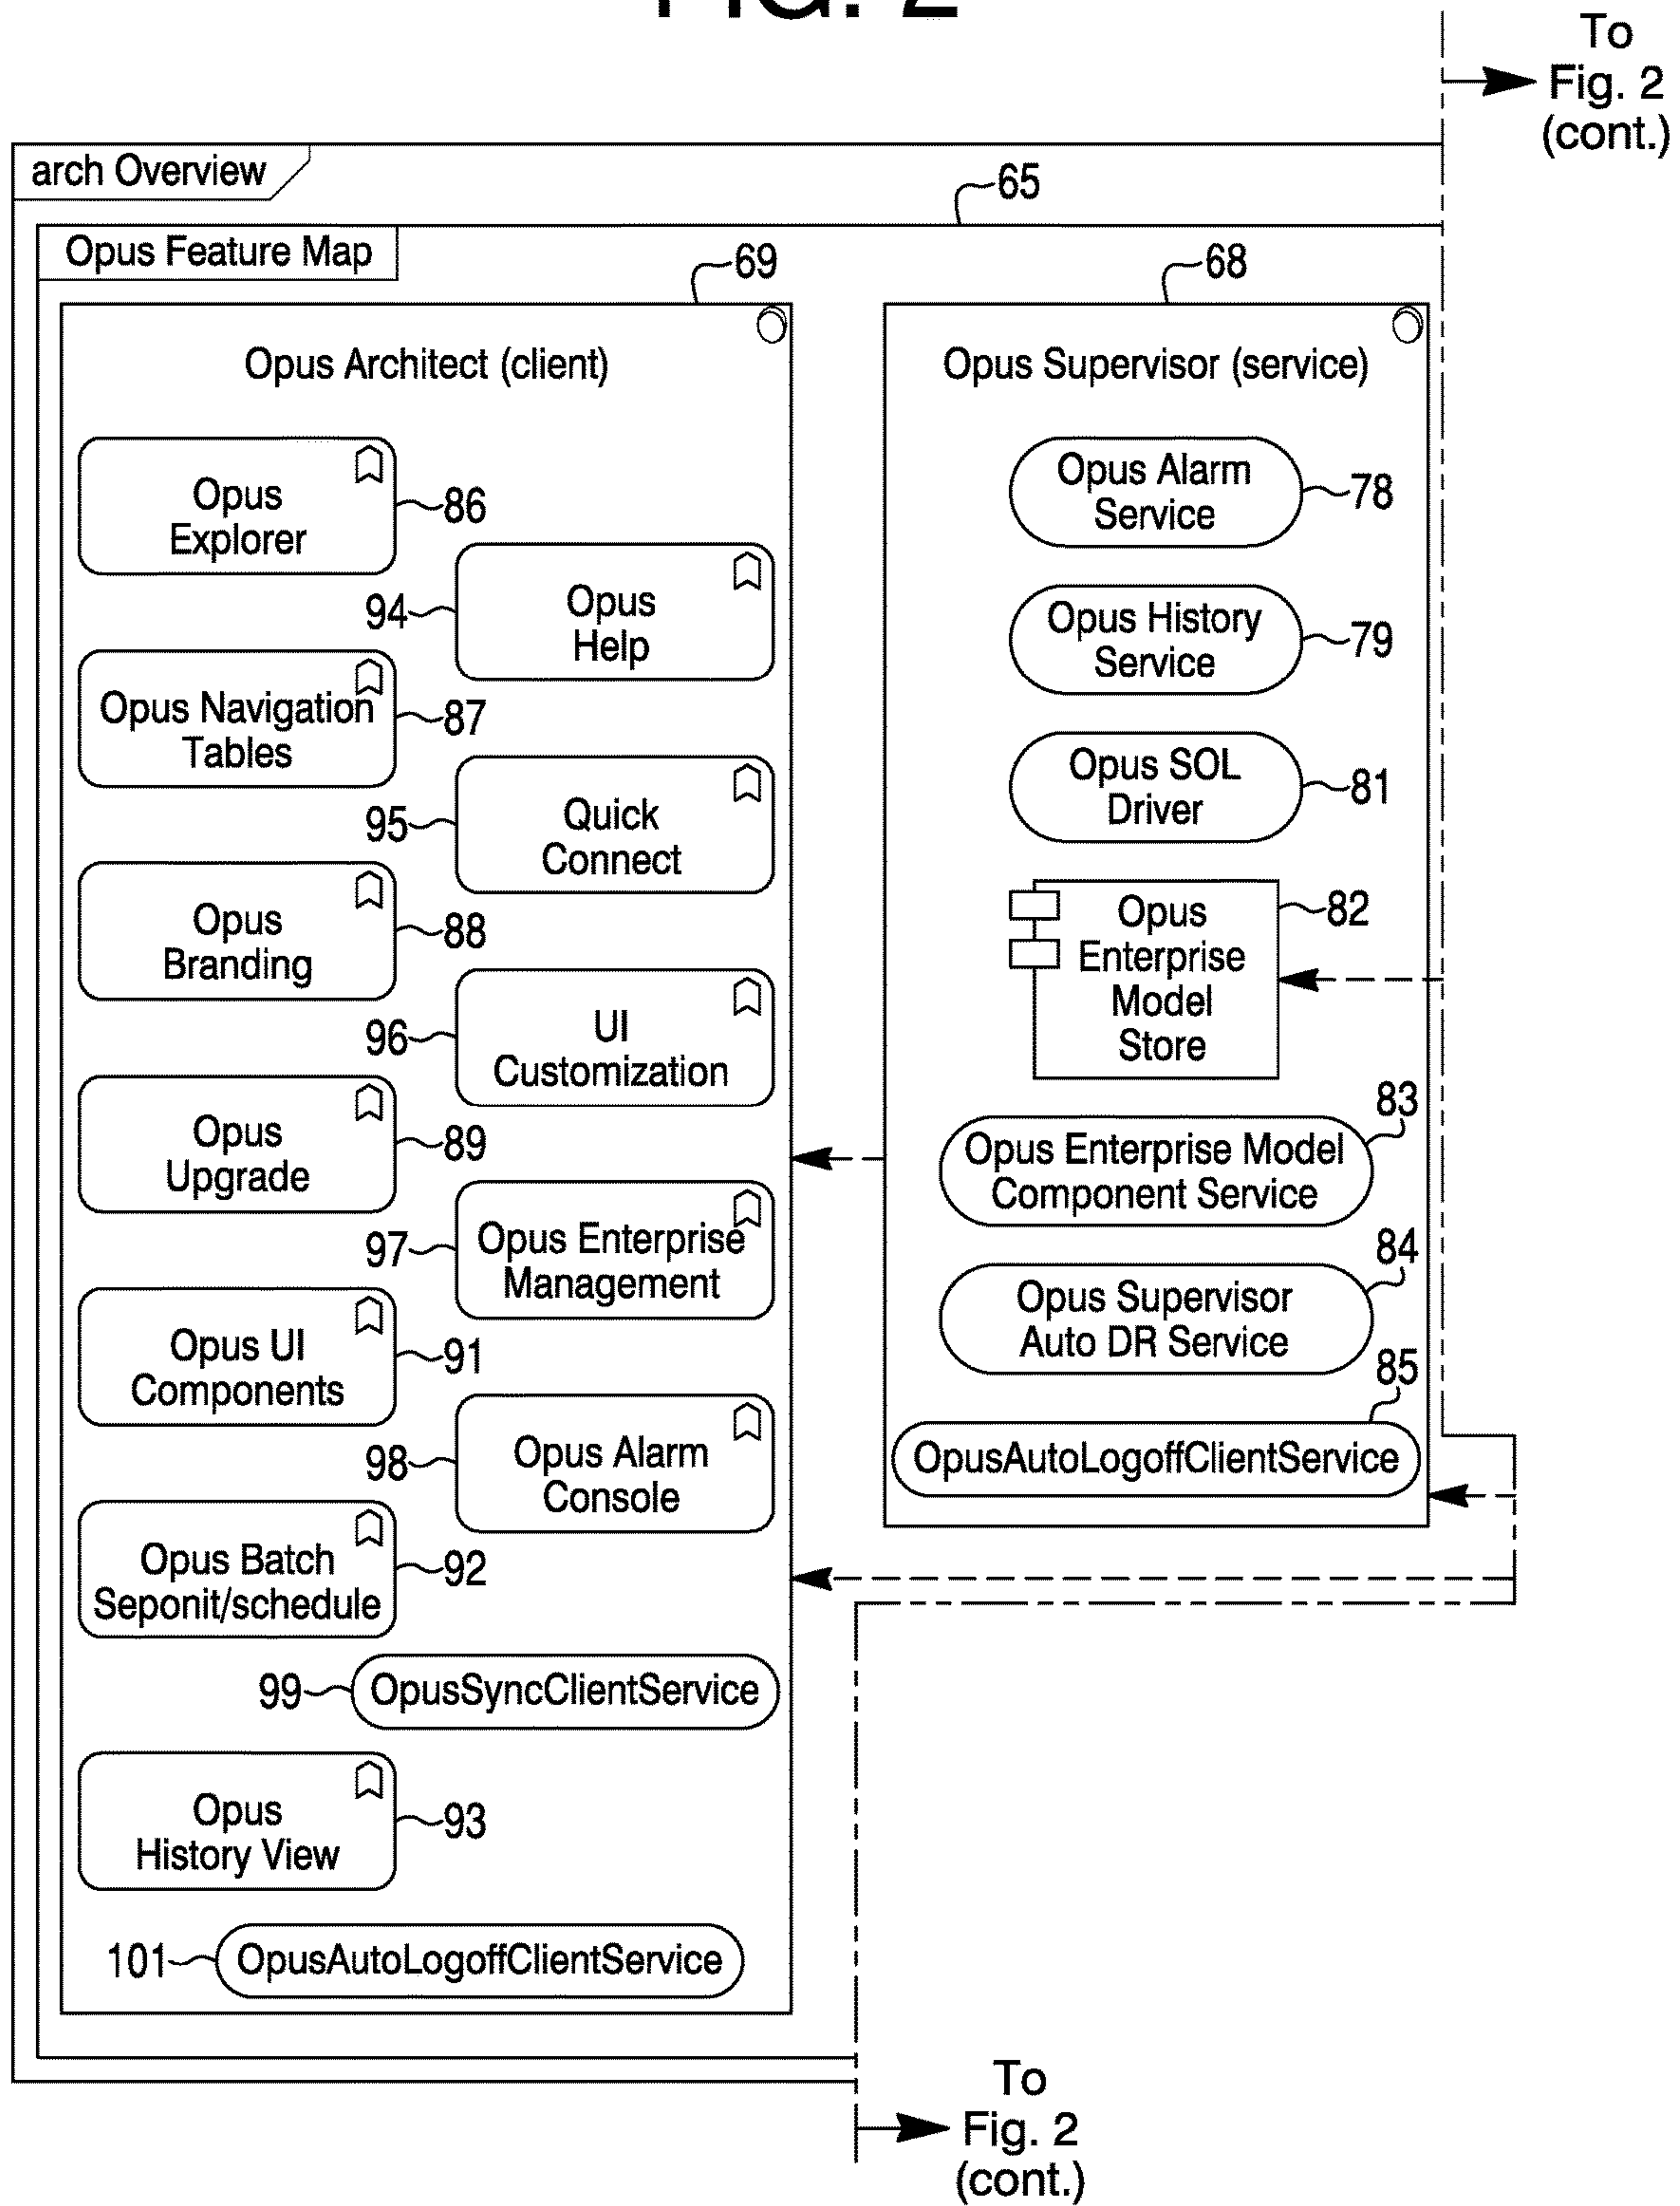 FIG. 2
To
Fig. 2
(cont.)
arch Overview
65
Opus Feature Map
69
68
Opus Architect (client)
Opus Supervisor (service)
Opus
Explorer
86
94
Opus
Help
Opus Navigation
Tables
87
95
Quick
Connect
Opus
Branding
88
96
UI
Customization
Opus
Upgrade
89
97
Opus Enterprise
Management
Opus UI
Components
91
98
Opus Alarm
Console
Opus Batch
Seponit/schedule
92
99
OpusSyncClientService
Opus
History View
93
101
OpusAutoLogoffClientService
Opus Alarm
Service
78
Opus History
Service
79
Opus SOL
Driver
81
Opus
Enterprise
Model
Store
82
83
Opus Enterprise Model
Component Service
84
Opus Supervisor
Auto DR Service
85
OpusAutoLogoffClientService
To
Fig. 2
(cont.)